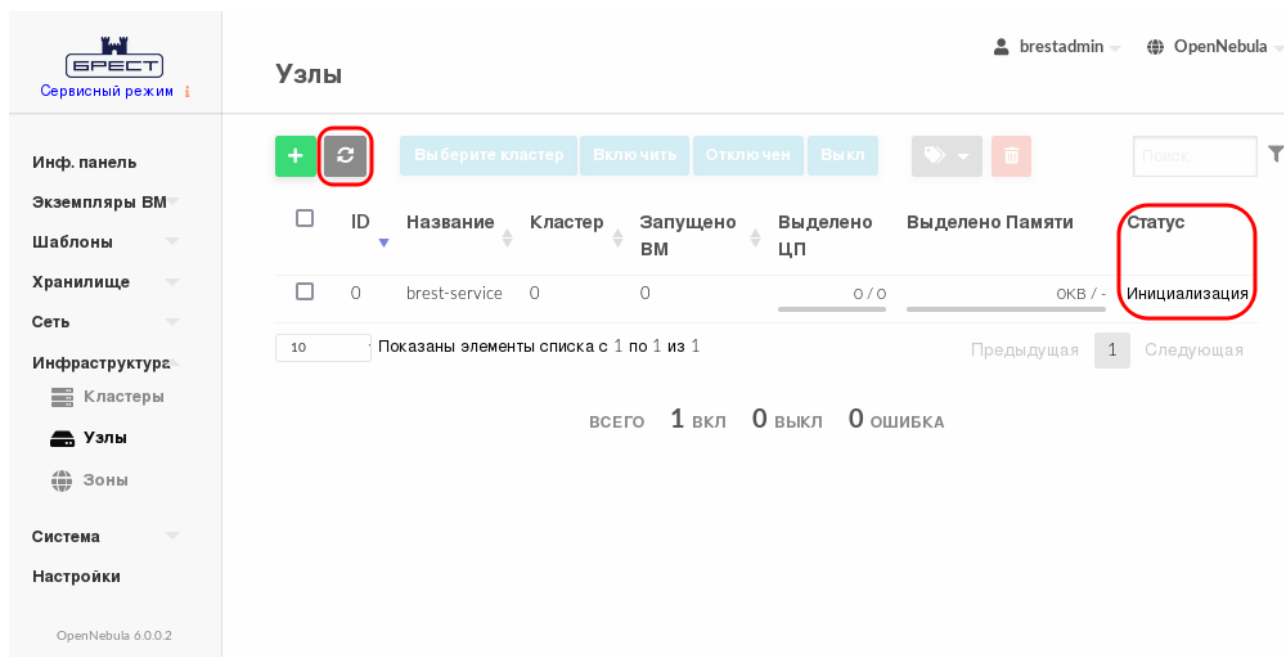 БРЕСТ
Сервисный режим i
Узлы
brestadmin
OpenNebula
Инф. панель
Экземпляры ВМ
Шаблоны
Хранилище
Сеть
Инфраструктура
Кластеры
Узлы
Зоны
Система
Настройки
OpenNebula 6.0.0.2
+ Выберите кластер Включить Отключен Выкл Поиск
ID Название Кластер Запущено ВМ Выделено ЦП Выделено Памяти Статус
0 brest-service 0 0 0 / 0 0KB / - Инициализация
10 Показаны элементы списка с 1 по 1 из 1 Предыдущая 1 Следующая
ВСЕГО 1 ВКЛ 0 ВЫКЛ 0 ОШИБКА